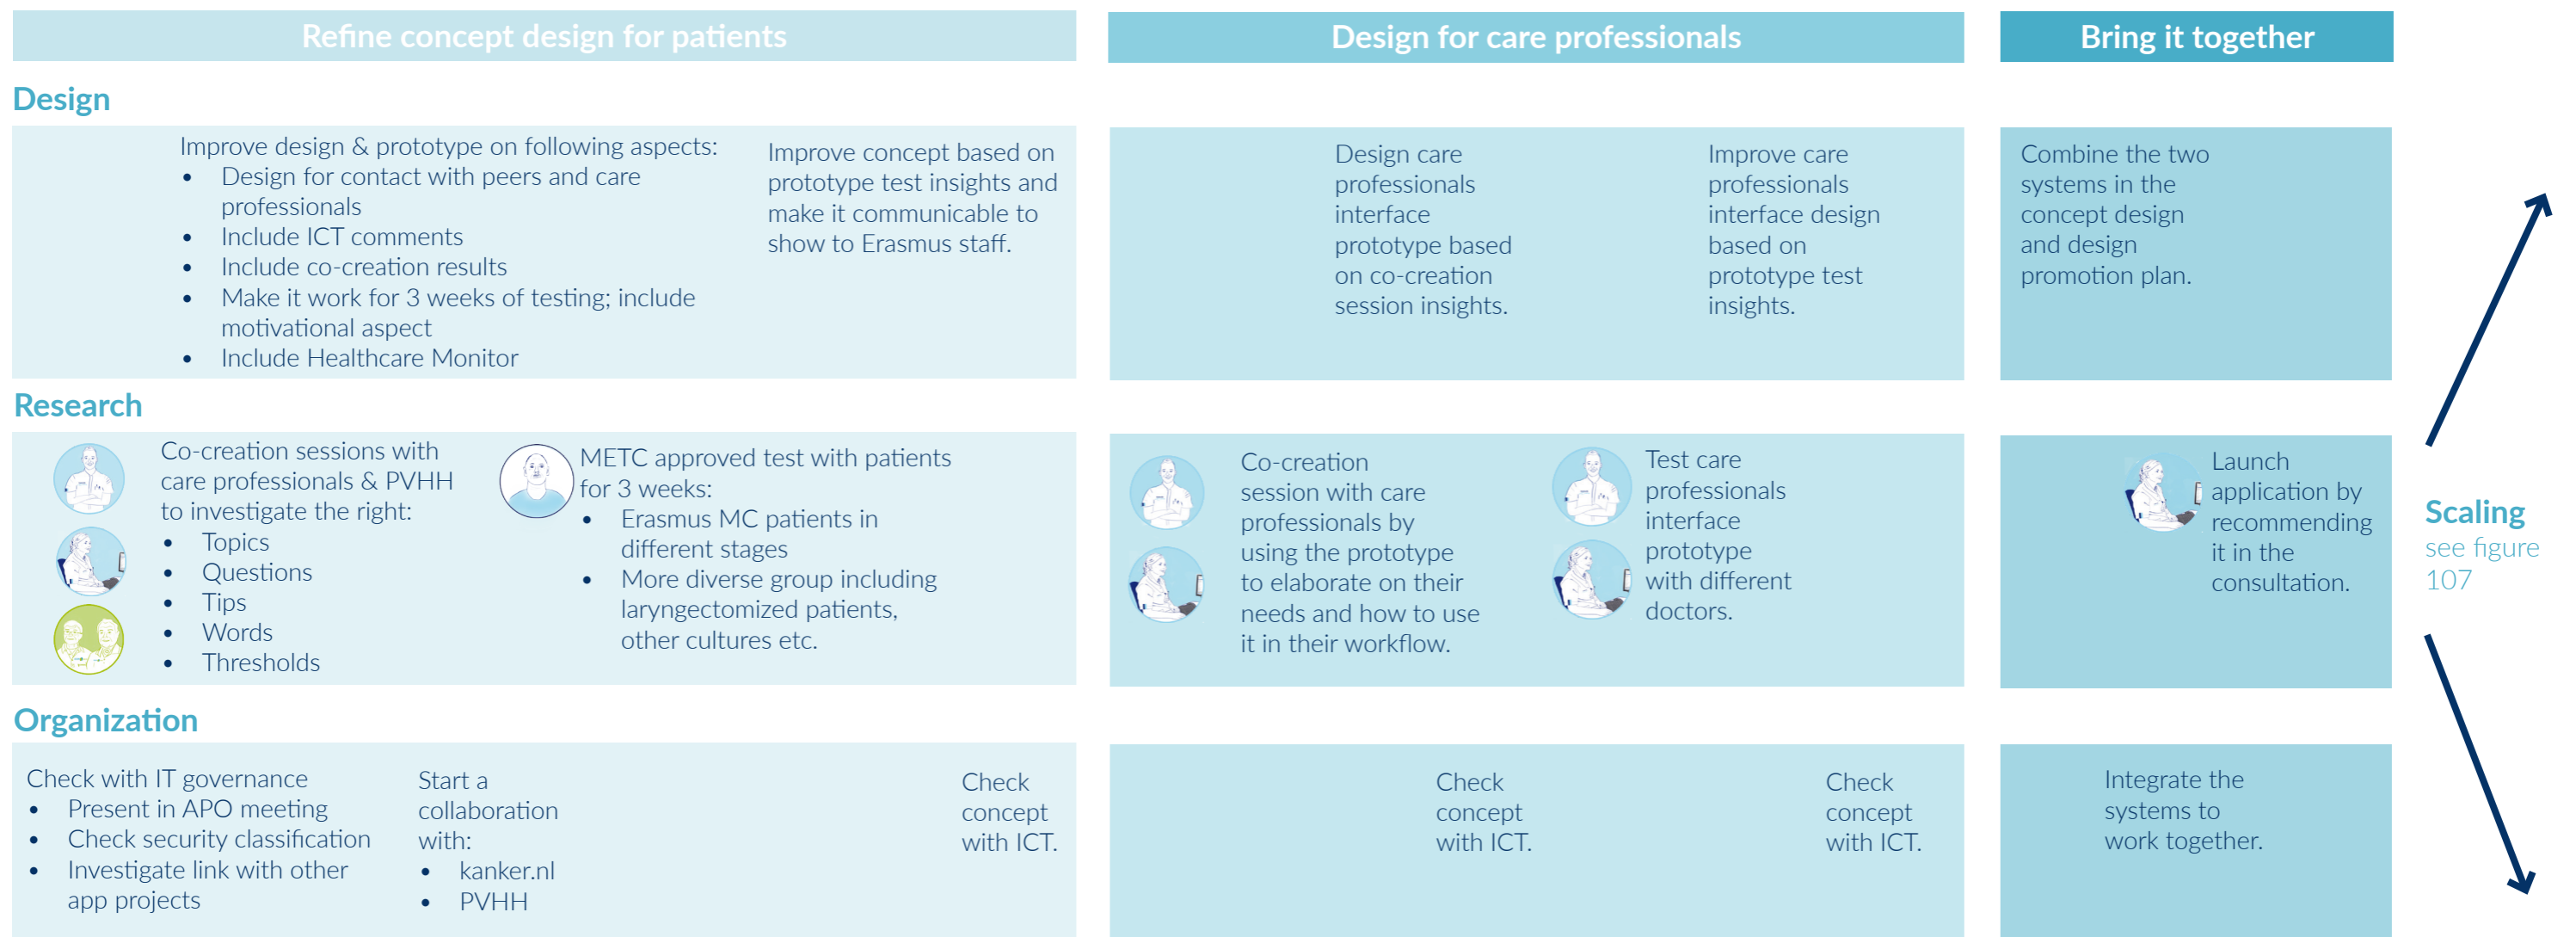 Refine concept design for patients
Design for care professionals
Bring it together
Design
Improve design & prototype on following aspects:
• Design for contact with peers and care
professionals
• Include ICT comments
• Include co-creation results
• Make it work for 3 weeks of testing; include
motivational aspect
• Include Healthcare Monitor
Improve concept based on
prototype test insights and
make it communicable to
show to Erasmus staff.
Design care
professionals
interface
prototype based
on co-creation
session insights.
Improve care
professionals
interface design
based on
prototype test
insights.
Combine the two
systems in the
concept design
and design
promotion plan.
Research
Co-creation sessions with
care professionals & PVHH
to investigate the right:
• Topics
• Questions
• Tips
• Words
• Thresholds
METC approved test with patients
for 3 weeks:
• Erasmus MC patients in
different stages
• More diverse group including
laryngectomized patients,
other cultures etc.
Co-creation
session with care
professionals by
using the prototype
to elaborate on their
needs and how to use
it in their workflow.
Test care
professionals
interface
prototype
with different
doctors.
Launch
application by
recommending
it in the
consultation.
Scaling
see figure
107
Organization
Check with IT governance
• Present in APO meeting
• Check security classification
• Investigate link with other
app projects
Start a
collaboration
with:
• kanker.nl
• PVHH
Check
concept
with ICT.
Check
concept
with ICT.
Check
concept
with ICT.
Integrate the
systems to
work together.